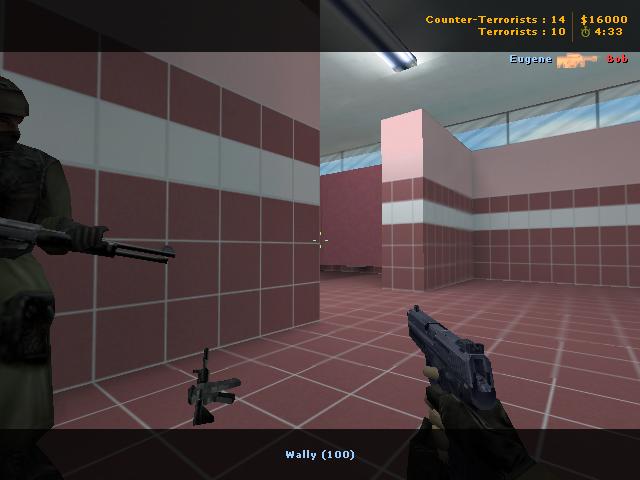 Counter-Terrorists : 14 $16000
Terrorists : 10 4:33
Eugene Bob
Wally (100)